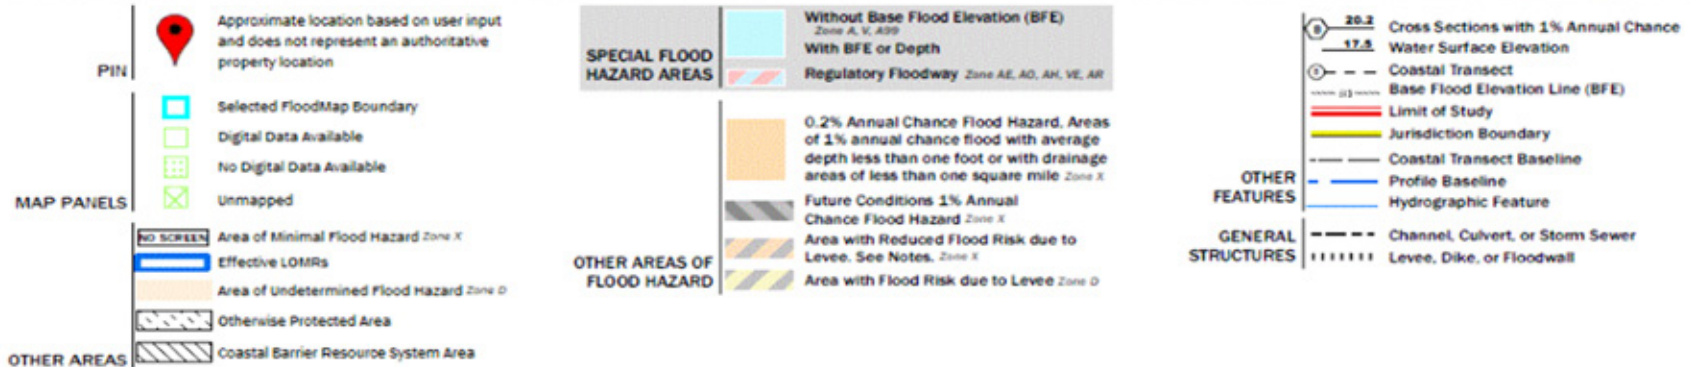 PIN
Approximate location based on user input
and does not represent an authoritative
property location
MAP PANELS
Selected FloodMap Boundary
Digital Data Available
No Digital Data Available
Unmapped
OTHER AREAS
NO SCREEN Area of Minimal Flood Hazard Zone X
Effective LOMRs
Area of Undetermined Flood Hazard Zone D
Otherwise Protected Area
Coastal Barrier Resource System Area
SPECIAL FLOOD
HAZARD AREAS
Without Base Flood Elevation (BFE)
Zone A, V, A99
With BFE or Depth
Regulatory Floodway Zone AE, AO, AH, VE, AR
OTHER AREAS OF
FLOOD HAZARD
0.2% Annual Chance Flood Hazard, Areas
of 1% annual chance flood with average
depth less than one foot or with drainage
areas of less than one square mile Zone X
Future Conditions 1% Annual
Chance Flood Hazard Zone X
Area with Reduced Flood Risk due to
Levee. See Notes. Zone X
Area with Flood Risk due to Levee Zone D
OTHER
FEATURES
20.2 Cross Sections with 1% Annual Chance
17.5 Water Surface Elevation
Coastal Transect
Base Flood Elevation Line (BFE)
Limit of Study
Jurisdiction Boundary
Coastal Transect Baseline
Profile Baseline
Hydrographic Feature
GENERAL
STRUCTURES
Channel, Culvert, or Storm Sewer
Levee, Dike, or Floodwall